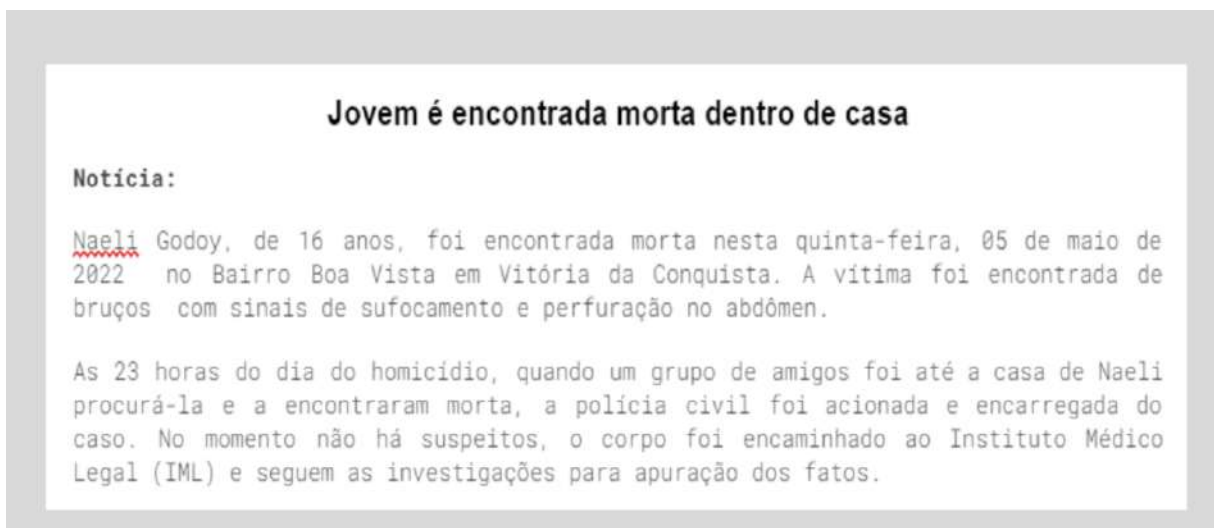 Jovem é encontrada morta dentro de casa
Notícia:
Naeli Godoy, de 16 anos, foi encontrada morta nesta quinta-feira, 05 de maio de
2022 no Bairro Boa Vista em Vitória da Conquista. A vítima foi encontrada de
bruços com sinais de sufocamento e perfuração no abdômen.
As 23 horas do dia do homicídio, quando um grupo de amigos foi até a casa de Naeli
procurá-la e a encontraram morta, a polícia civil foi acionada e encarregada do
caso. No momento não há suspeitos, o corpo foi encaminhado ao Instituto Médico
Legal (IML) e seguem as investigações para apuração dos fatos.